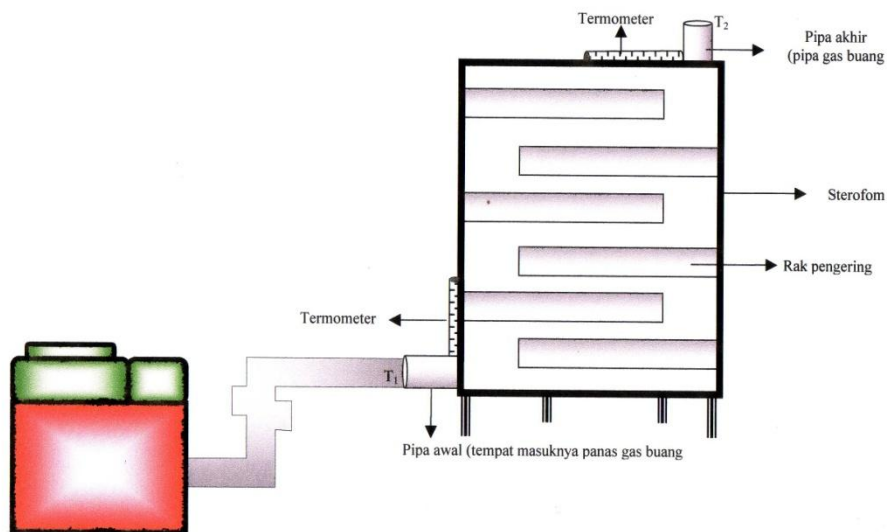 Termometer
T2
Pipa akhir
(pipa gas buang
Sterofom
Rak pengering
Termometer
T1
Pipa awal (tempat masuknya panas gas buang